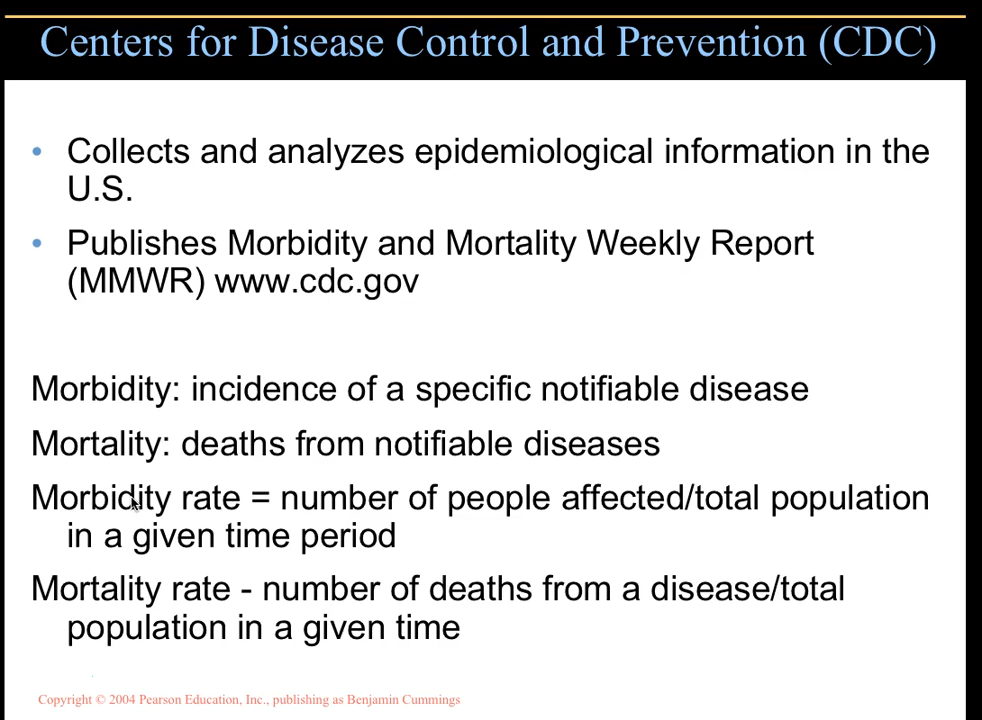 Centers for Disease Control and Prevention (CDC)
• Collects and analyzes epidemiological information in the
U.S.
• Publishes Morbidity and Mortality Weekly Report
(MMWR) www.cdc.gov
Morbidity: incidence of a specific notifiable disease
Mortality: deaths from notifiable diseases
Morbidity rate = number of people affected/total population
in a given time period
Mortality rate - number of deaths from a disease/total
population in a given time
Copyright © 2004 Pearson Education, Inc., publishing as Benjamin Cummings